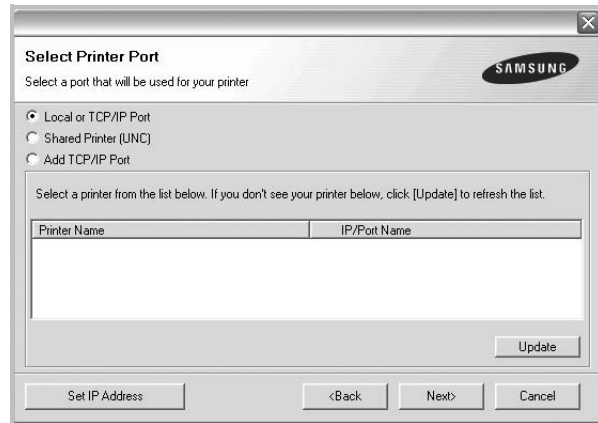 Select Printer Port
Select a port that will be used for your printer
SAMSUNG
Local or TCP/IP Port
Shared Printer (UNC)
Add TCP/IP Port
Select a printer from the list below. If you don't see your printer below, click [Update] to refresh the list.
Printer Name IP/Port Name
Update
Set IP Address <Back Next> Cancel